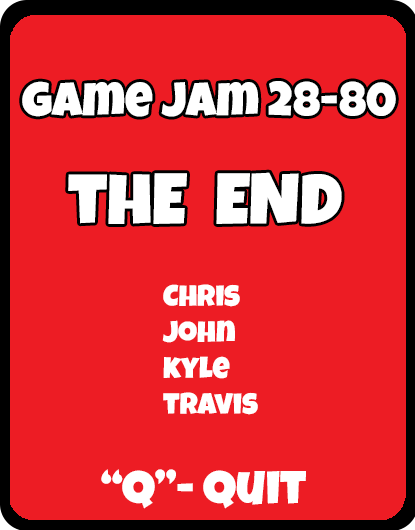 Game Jam 28-80
THE END
Chris
John
Kyle
Travis
“Q”- Quit